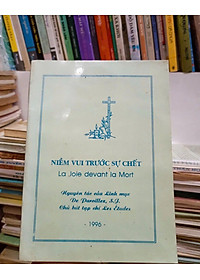 NIỀM VUI TRƯỚC SỰ CHẾT
La Joie devant la Mort
Nguyên tác của Linh mục
De Parvillez, S.J.
Chủ bút tạp chí Les Études
- 1996 -